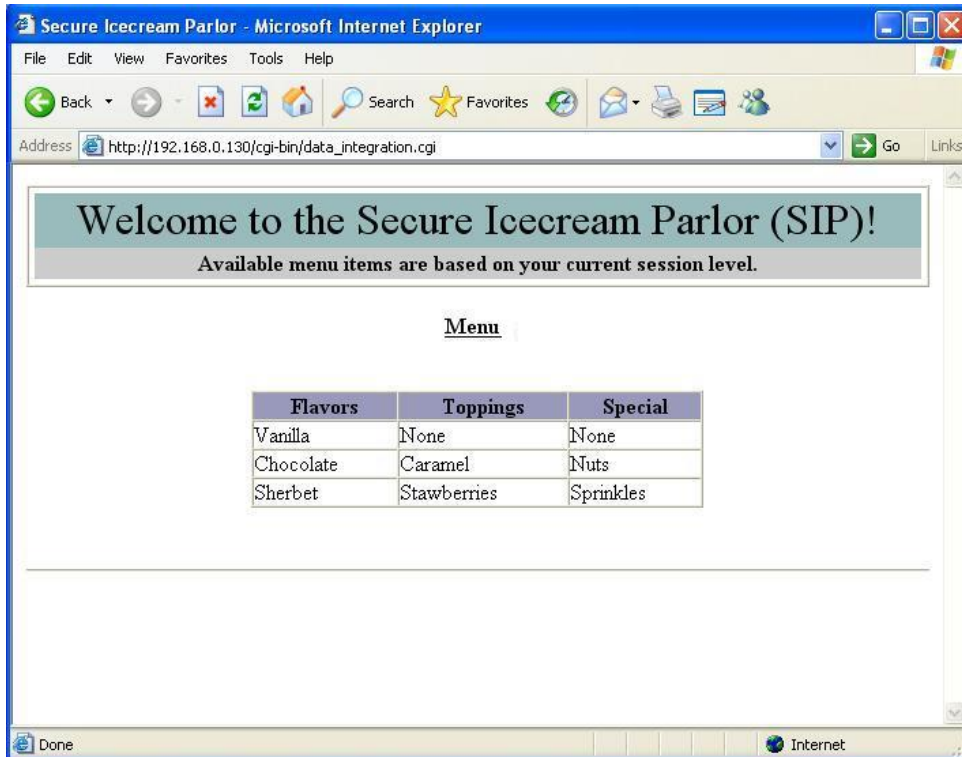 Secure Icecream Parlor - Microsoft Internet Explorer
File Edit View Favorites Tools Help
Back Search Favorites
Address http://192.168.0.130/cgi-bin/data_integration.cgi Go Links
Welcome to the Secure Icecream Parlor (SIP)!
Available menu items are based on your current session level.
Menu
Flavors Toppings Special
Vanilla None None
Chocolate Caramel Nuts
Sherbet Stawberries Sprinkles
Done Internet